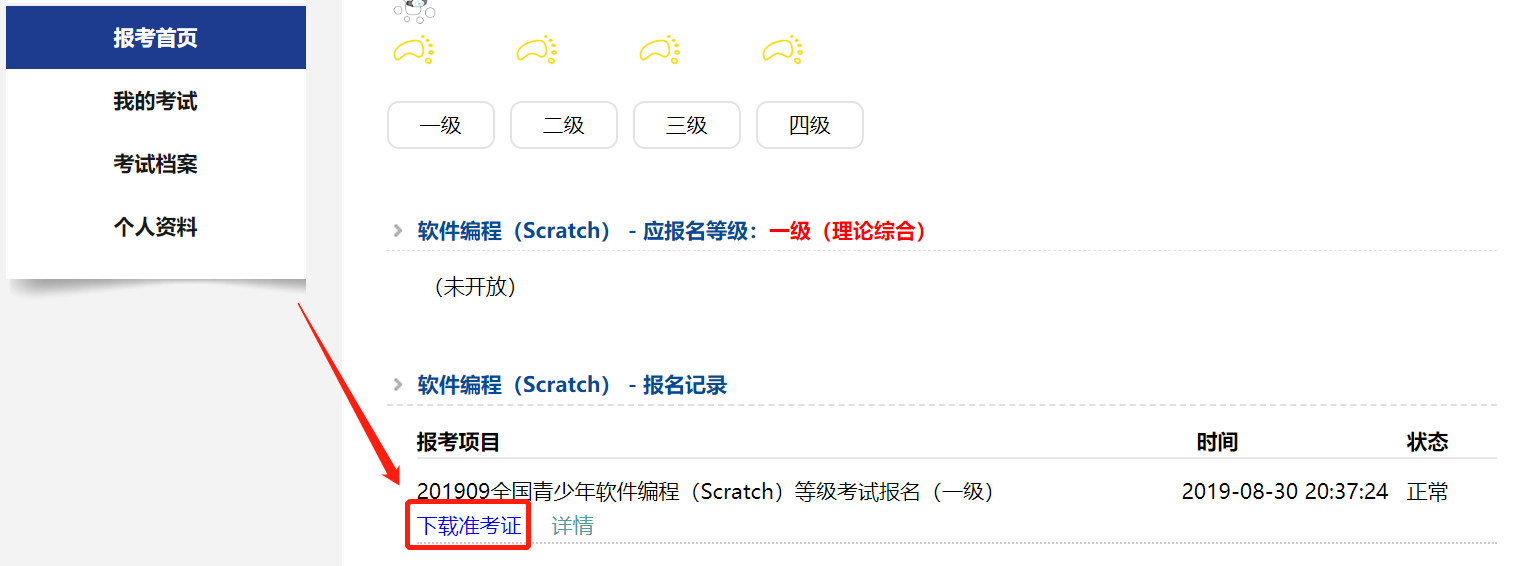 报考首页
我的考试
考试档案
个人资料
一级 二级 三级 四级
软件编程（Scratch） - 应报名等级：一级（理论综合）
（未开放）
软件编程（Scratch） - 报名记录
报考项目 时间 状态
201909全国青少年软件编程（Scratch）等级考试报名（一级） 2019-08-30 20:37:24 正常
下载准考证 详情